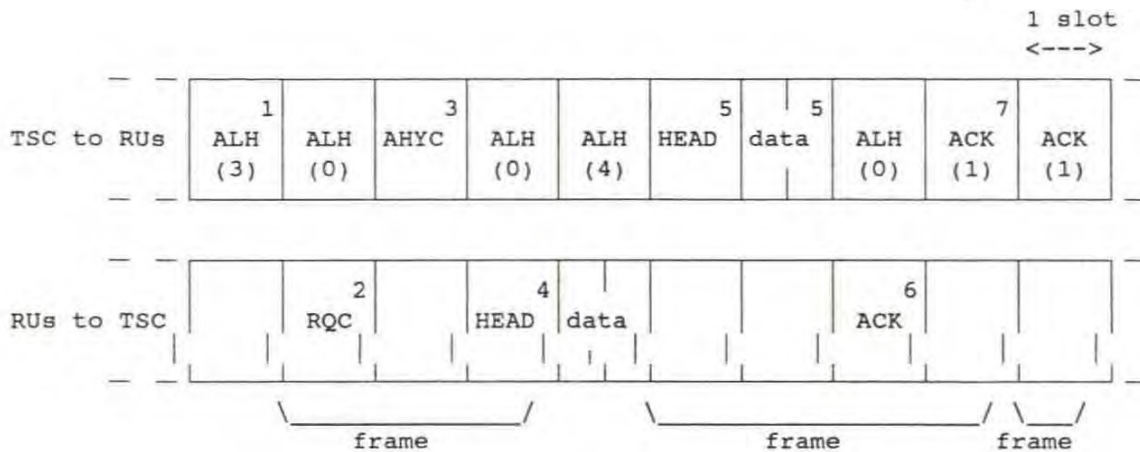 1 slot
<--->
1 3 5 5 7
TSC to RUs ALH ALH AHYC ALH ALH HEAD data ALH ACK ACK
(3) (0) (0) (4) (0) (1) (1)
2 4 6
RUs to TSC RQC HEAD data ACK
frame frame frame